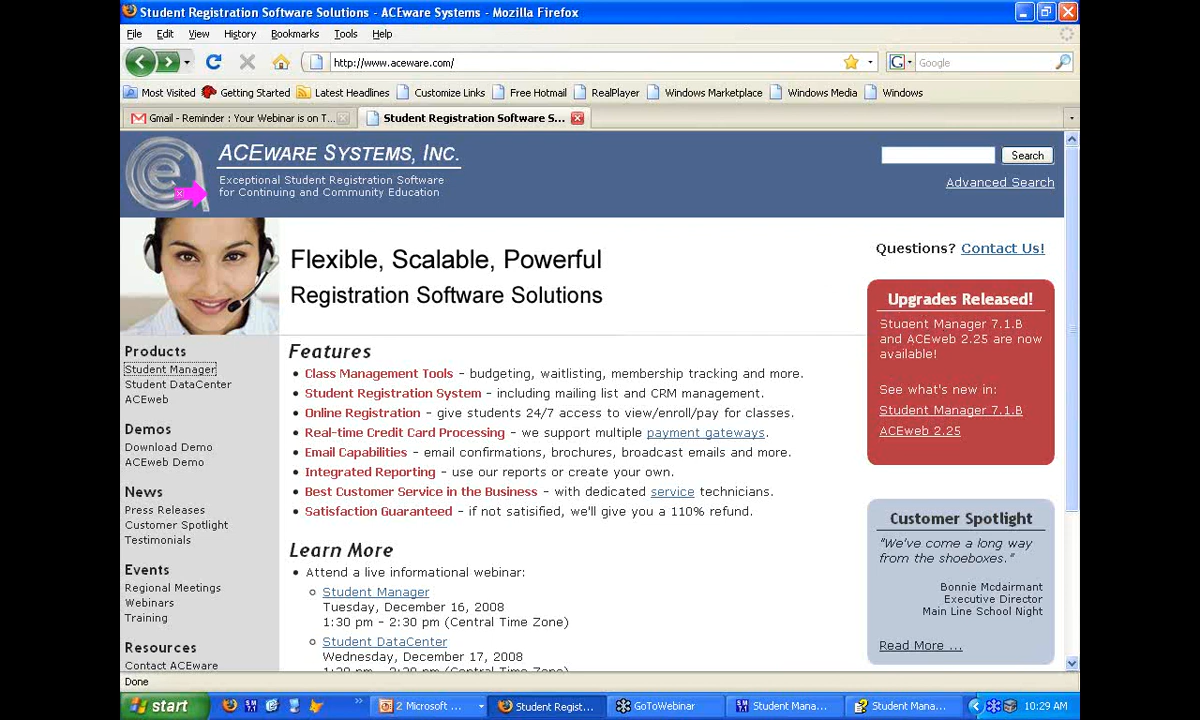 Student Registration Software Solutions - ACEware Systems - Mozilla Firefox
File Edit View History Bookmarks Tools Help
http://www.aceware.com/
Google
Most Visited Getting Started Latest Headlines Customize Links Free Hotmail RealPlayer Windows Marketplace Windows Media Windows
Gmail - Reminder : Your Webinar is on T... Student Registration Software S...
ACEware Systems, Inc.
Exceptional Student Registration Software
for Continuing and Community Education
Search
Advanced Search
Flexible, Scalable, Powerful
Registration Software Solutions
Questions? Contact Us!
Products
Student Manager
Student DataCenter
ACEweb
Demos
Download Demo
ACEweb Demo
News
Press Releases
Customer Spotlight
Testimonials
Events
Regional Meetings
Webinars
Training
Resources
Contact ACEware
Features
• Class Management Tools - budgeting, waitlisting, membership tracking and more.
• Student Registration System - including mailing list and CRM management.
• Online Registration - give students 24/7 access to view/enroll/pay for classes.
• Real-time Credit Card Processing - we support multiple payment gateways.
• Email Capabilities - email confirmations, brochures, broadcast emails and more.
• Integrated Reporting - use our reports or create your own.
• Best Customer Service in the Business - with dedicated service technicians.
• Satisfaction Guaranteed - if not satisified, we'll give you a 110% refund.
Learn More
• Attend a live informational webinar:
Student Manager
Tuesday, December 16, 2008
1:30 pm - 2:30 pm (Central Time Zone)
Student DataCenter
Wednesday, December 17, 2008
1:30 pm - 2:30 pm (Central Time Zone)
Upgrades Released!
Student Manager 7.1.B
and ACEweb 2.25 are now
available!
See what's new in:
Student Manager 7.1.B
ACEweb 2.25
Customer Spotlight
"We've come a long way
from the shoeboxes."
Bonnie Mcdairmant
Executive Director
Main Line School Night
Read More ...
Done
start 2 Microsoft ... Student Regist... GoToWebinar Student Mana... Student Mana... 10:29 AM